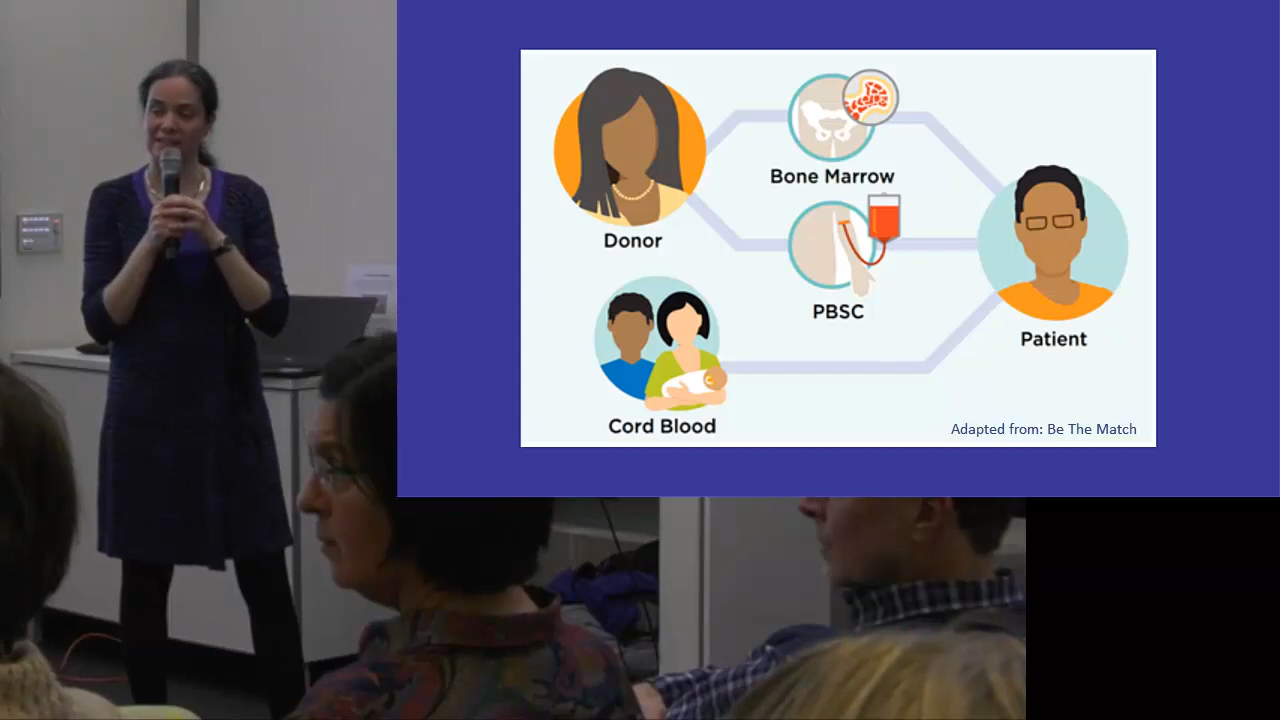 Bone Marrow
Donor
PBSC
Patient
Cord Blood
Adapted from: Be The Match